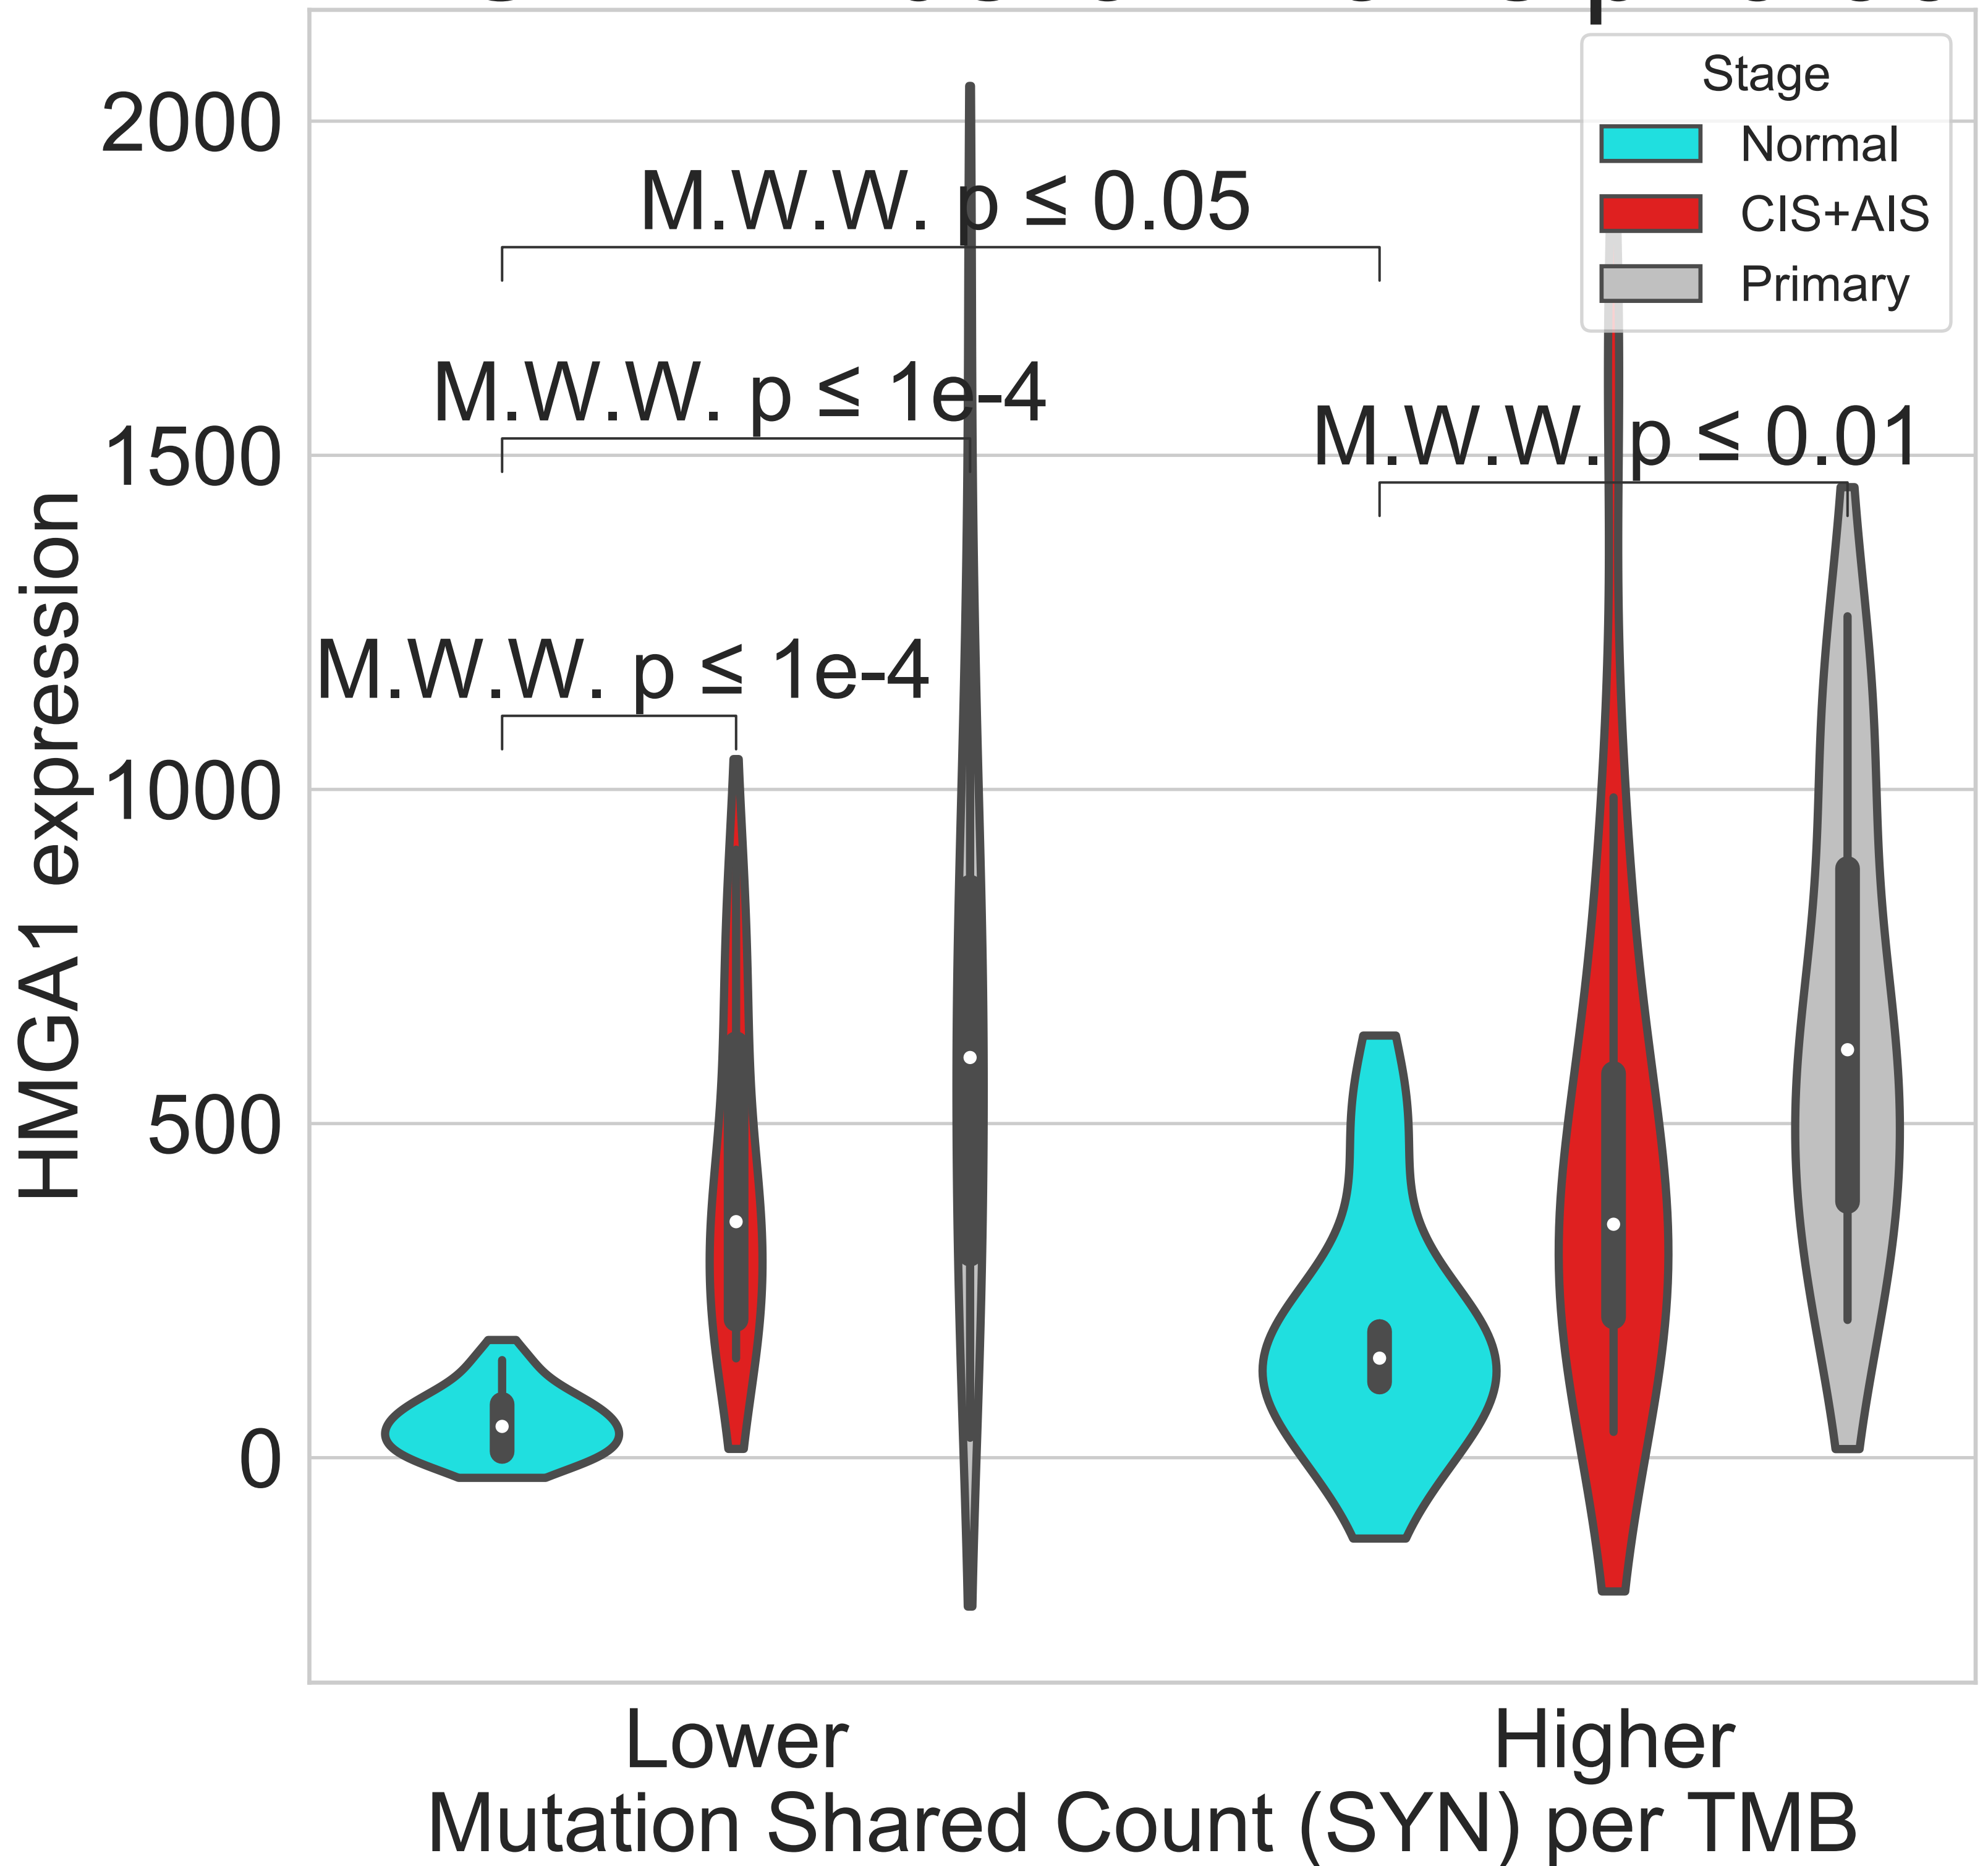 Stage
Normal
CIS+AIS
Primary
2000
1500
1000
500
0
HMGA1 expression
M.W.W. p ≤ 0.05
M.W.W. p ≤ 1e-4
M.W.W. p ≤ 0.01
M.W.W. p ≤ 1e-4
Lower
Higher
Mutation Shared Count (SYN) per TMB